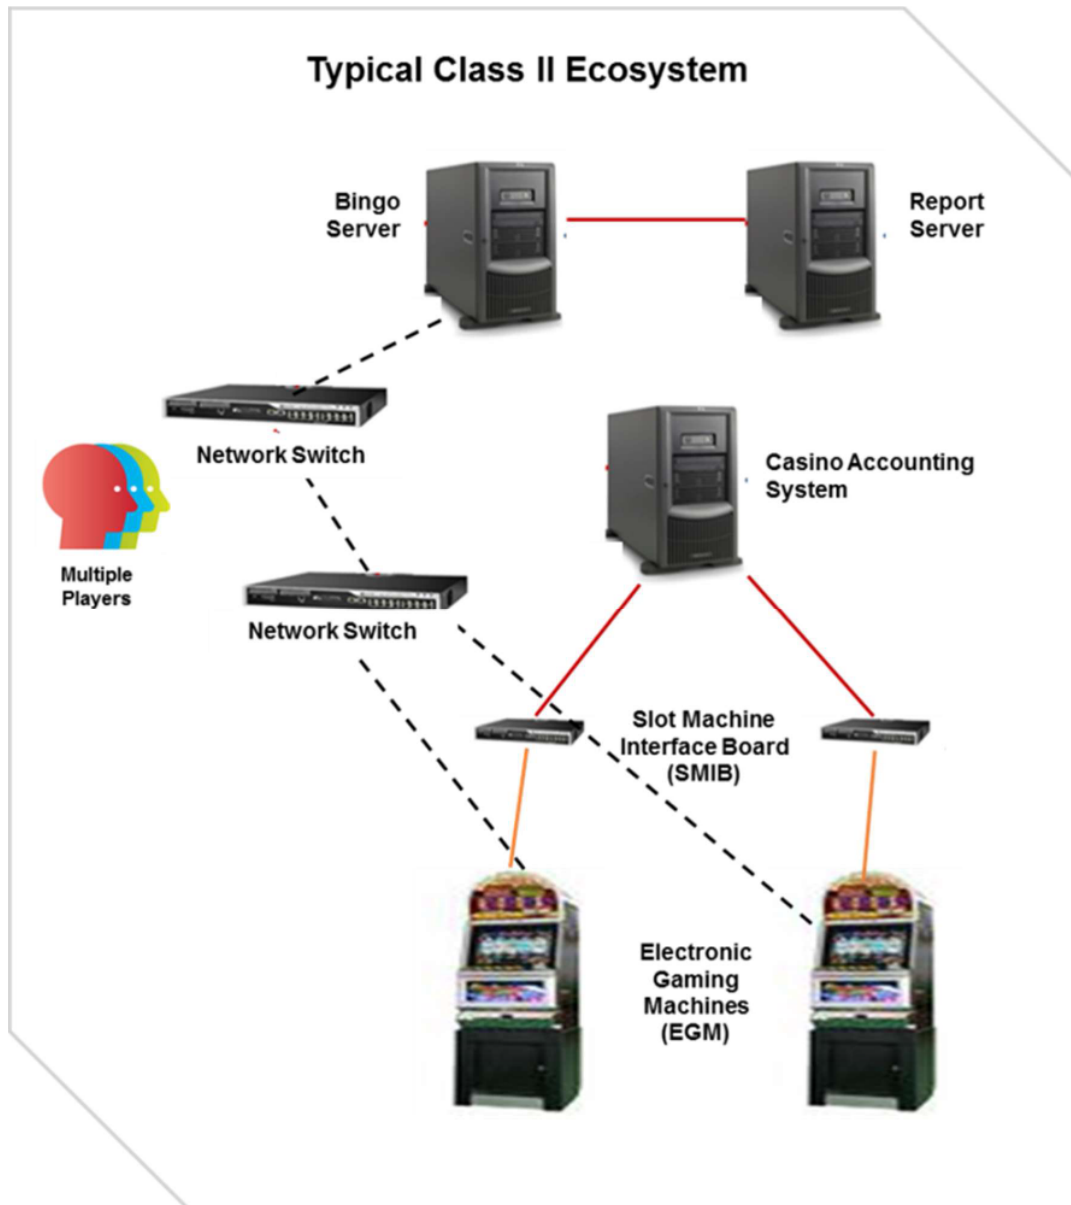 Typical Class II Ecosystem
Bingo
Server
Report
Server
Network Switch
Casino Accounting
System
Multiple
Players
Network Switch
Slot Machine
Interface Board
(SMIB)
Electronic
Gaming
Machines
(EGM)